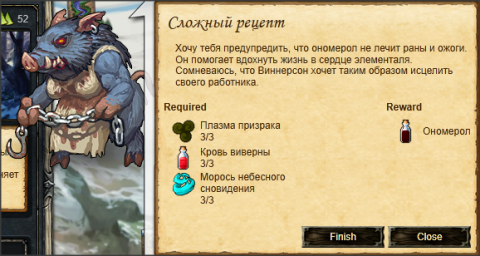 52
Сложный рецепт
Хочу тебя предупредить, что ономерол не лечит раны и ожоги.
Он помогает вдохнуть жизнь в сердце элементаля.
Сомневаюсь, что Виннерсон хочет таким образом исцелить
своего работника.
Required
Reward
Плазма призрака
3/3
Ономерол
Кровь виверны
3/3
Морось небесного
сновидения
3/3
няет
Finish
Close